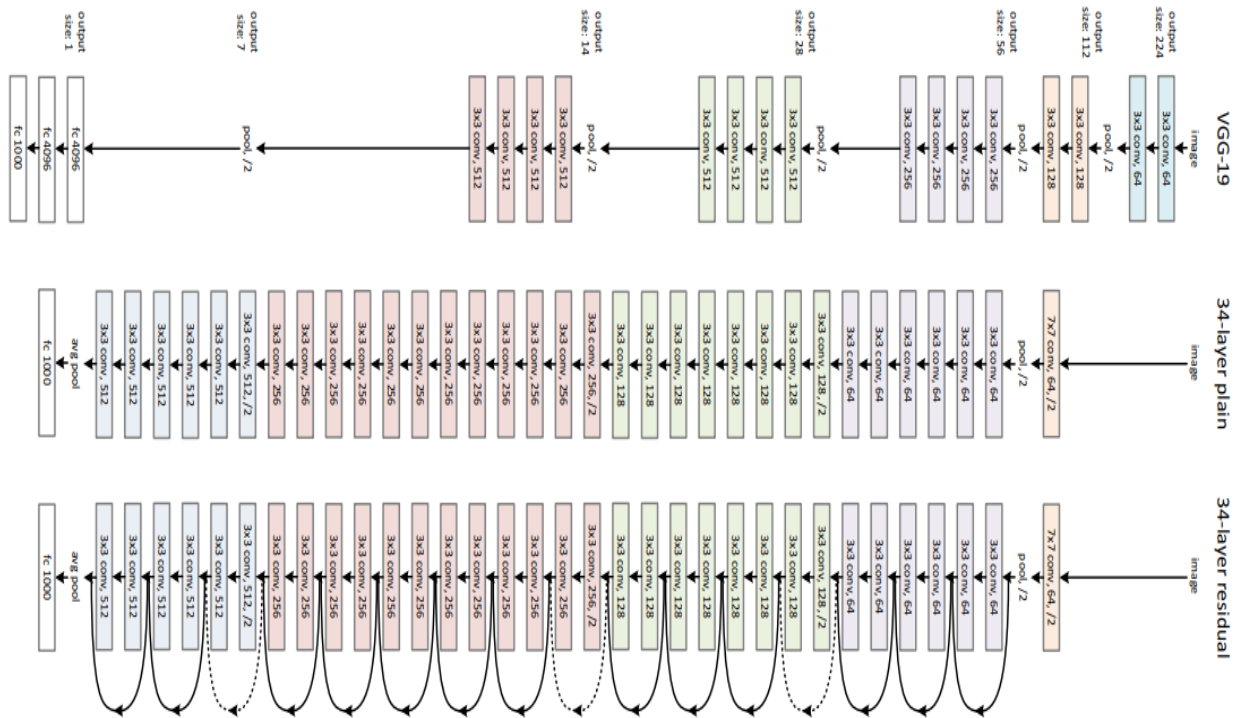 output
size: 224
output
size: 112
output
size: 56
output
size: 28
output
size: 14
output
size: 7
output
size: 1
VGG-19
image
3x3 conv, 64
3x3 conv, 64
pool, /2
3x3 conv, 128
3x3 conv, 128
pool, /2
3x3 conv, 256
3x3 conv, 256
3x3 conv, 256
3x3 conv, 256
pool, /2
3x3 conv, 512
3x3 conv, 512
3x3 conv, 512
3x3 conv, 512
pool, /2
3x3 conv, 512
3x3 conv, 512
3x3 conv, 512
3x3 conv, 512
pool, /2
fc 4096
fc 4096
fc 1000
34-layer plain
image
7x7 conv, 64, /2
pool, /2
3x3 conv, 64
3x3 conv, 64
3x3 conv, 64
3x3 conv, 64
3x3 conv, 64
3x3 conv, 64
3x3 conv, 128, /2
3x3 conv, 128
3x3 conv, 128
3x3 conv, 128
3x3 conv, 128
3x3 conv, 128
3x3 conv, 128
3x3 conv, 128
3x3 conv, 256, /2
3x3 conv, 256
3x3 conv, 256
3x3 conv, 256
3x3 conv, 256
3x3 conv, 256
3x3 conv, 256
3x3 conv, 256
3x3 conv, 256
3x3 conv, 256
3x3 conv, 256
3x3 conv, 256
3x3 conv, 512, /2
3x3 conv, 512
3x3 conv, 512
3x3 conv, 512
3x3 conv, 512
3x3 conv, 512
avg pool
fc 1000
34-layer residual
image
7x7 conv, 64, /2
pool, /2
3x3 conv, 64
3x3 conv, 64
3x3 conv, 64
3x3 conv, 64
3x3 conv, 64
3x3 conv, 64
3x3 conv, 128, /2
3x3 conv, 128
3x3 conv, 128
3x3 conv, 128
3x3 conv, 128
3x3 conv, 128
3x3 conv, 128
3x3 conv, 128
3x3 conv, 256, /2
3x3 conv, 256
3x3 conv, 256
3x3 conv, 256
3x3 conv, 256
3x3 conv, 256
3x3 conv, 256
3x3 conv, 256
3x3 conv, 256
3x3 conv, 256
3x3 conv, 256
3x3 conv, 256
3x3 conv, 512, /2
3x3 conv, 512
3x3 conv, 512
3x3 conv, 512
3x3 conv, 512
3x3 conv, 512
avg pool
fc 1000